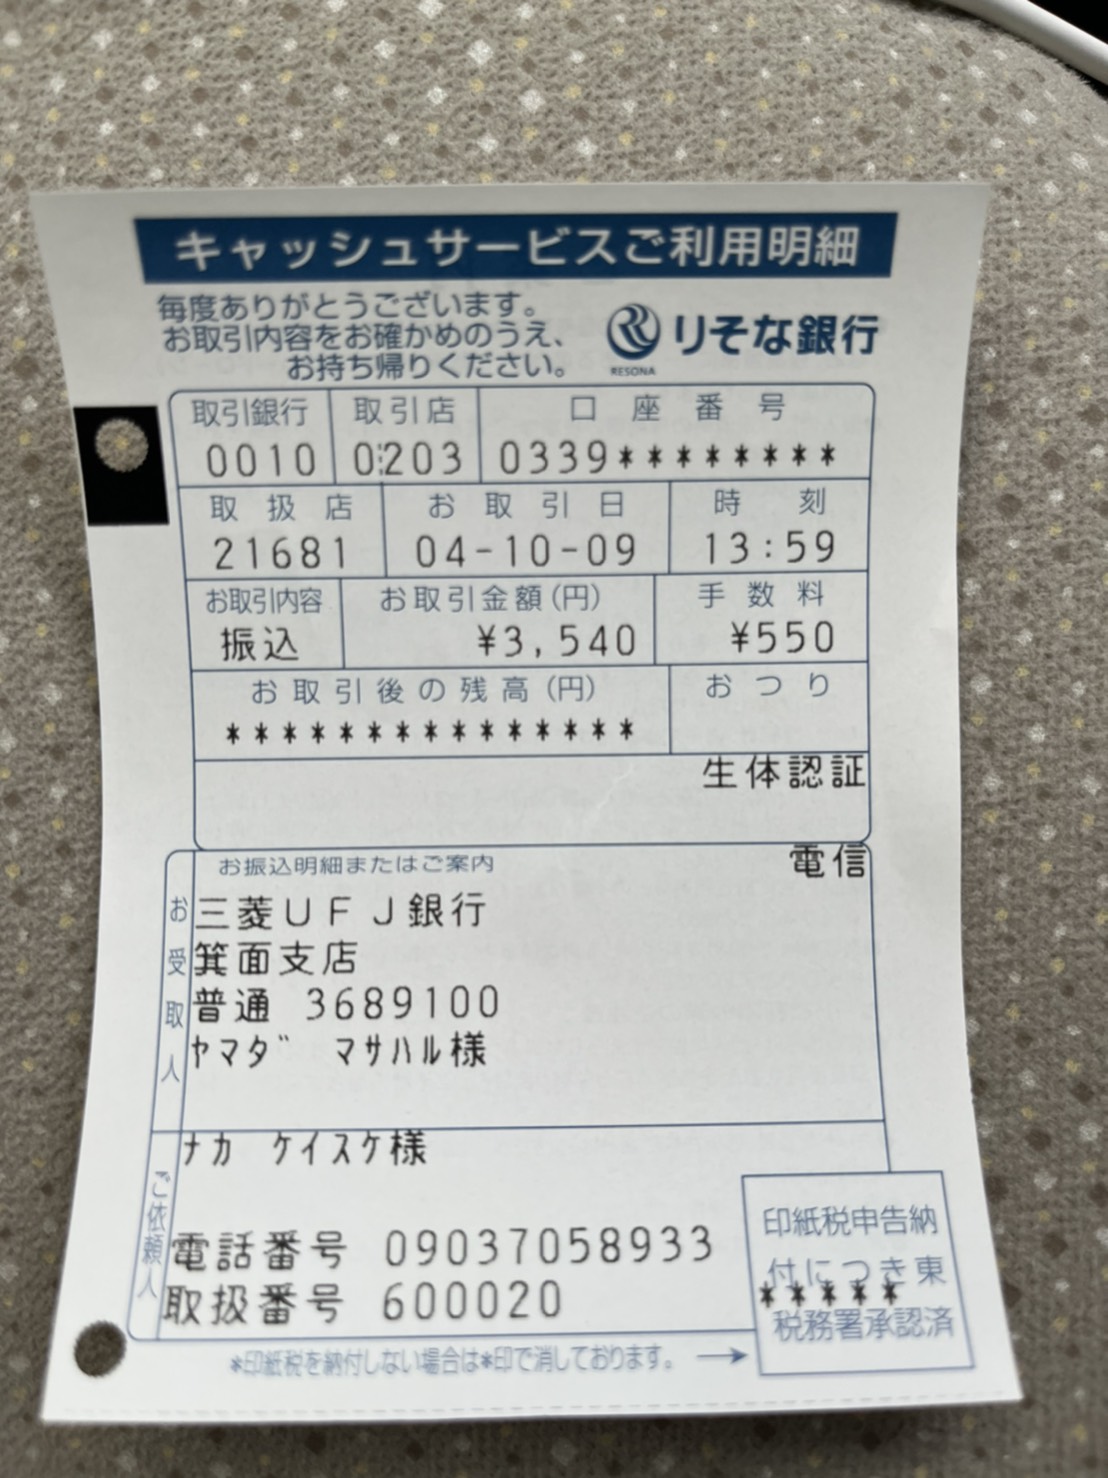 キャッシュサービスご利用明細
毎度ありがとうございます。
お取引内容をお確かめのうえ、
お持ち帰りください。
りそな銀行
RESONA
取引銀行 取引店 口座番号
0010 0203 0339********
取扱店 お取引日 時刻
21681 04-10-09 13:59
お取引内容 お取引金額(円) 手数料
振込 ¥3,540 ¥550
お取引後の残高(円) おつり
***************
生体認証
お振込明細またはご案内 電信
お受取人
三菱UFJ銀行
箕面支店
普通 3689100
ヤマダ マサハル様
ご依頼人
ナカ ケイスケ様
電話番号 09037058933
取扱番号 600020
印紙税申告納
付につき東
*****
税務署承認済
*印紙税を納付しない場合は*印で消しております。 →